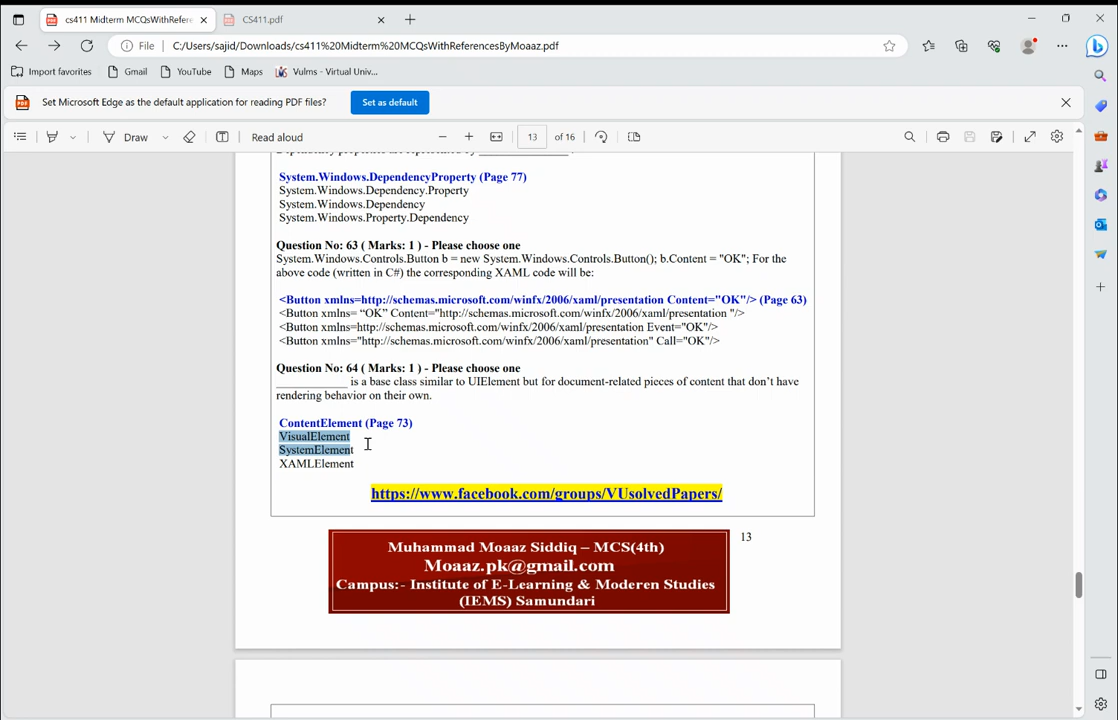 cs411 Midterm MCQsWithRefere
CS411.pdf
File
C:/Users/sajid/Downloads/cs411%20Midterm%20MCQsWithReferencesByMoaaz.pdf
Import favorites
Gmail
YouTube
Maps
Vulms - Virtual Univ...
Set Microsoft Edge as the default application for reading PDF files?
Set as default
Draw
Read aloud
13
of 16
Dependency properties are represented by ____________ .
System.Windows.DependencyProperty (Page 77)
System.Windows.Dependency.Property
System.Windows.Dependency
System.Windows.Property.Dependency
Question No: 63 ( Marks: 1 ) - Please choose one
System.Windows.Controls.Button b = new System.Windows.Controls.Button(); b.Content = "OK"; For the
above code (written in C#) the corresponding XAML code will be:
<Button xmlns=http://schemas.microsoft.com/winfx/2006/xaml/presentation Content="OK"/> (Page 63)
<Button xmlns= “OK” Content="http://schemas.microsoft.com/winfx/2006/xaml/presentation "/>
<Button xmlns=http://schemas.microsoft.com/winfx/2006/xaml/presentation Event="OK"/>
<Button xmlns="http://schemas.microsoft.com/winfx/2006/xaml/presentation" Call="OK"/>
Question No: 64 ( Marks: 1 ) - Please choose one
__________ is a base class similar to UIElement but for document-related pieces of content that don’t have
rendering behavior on their own.
ContentElement (Page 73)
VisualElement
SystemElement
XAMLElement
https://www.facebook.com/groups/VUsolvedPapers/
13
Muhammad Moaaz Siddiq – MCS(4th)
Moaaz.pk@gmail.com
Campus:- Institute of E-Learning & Moderen Studies
(IEMS) Samundari